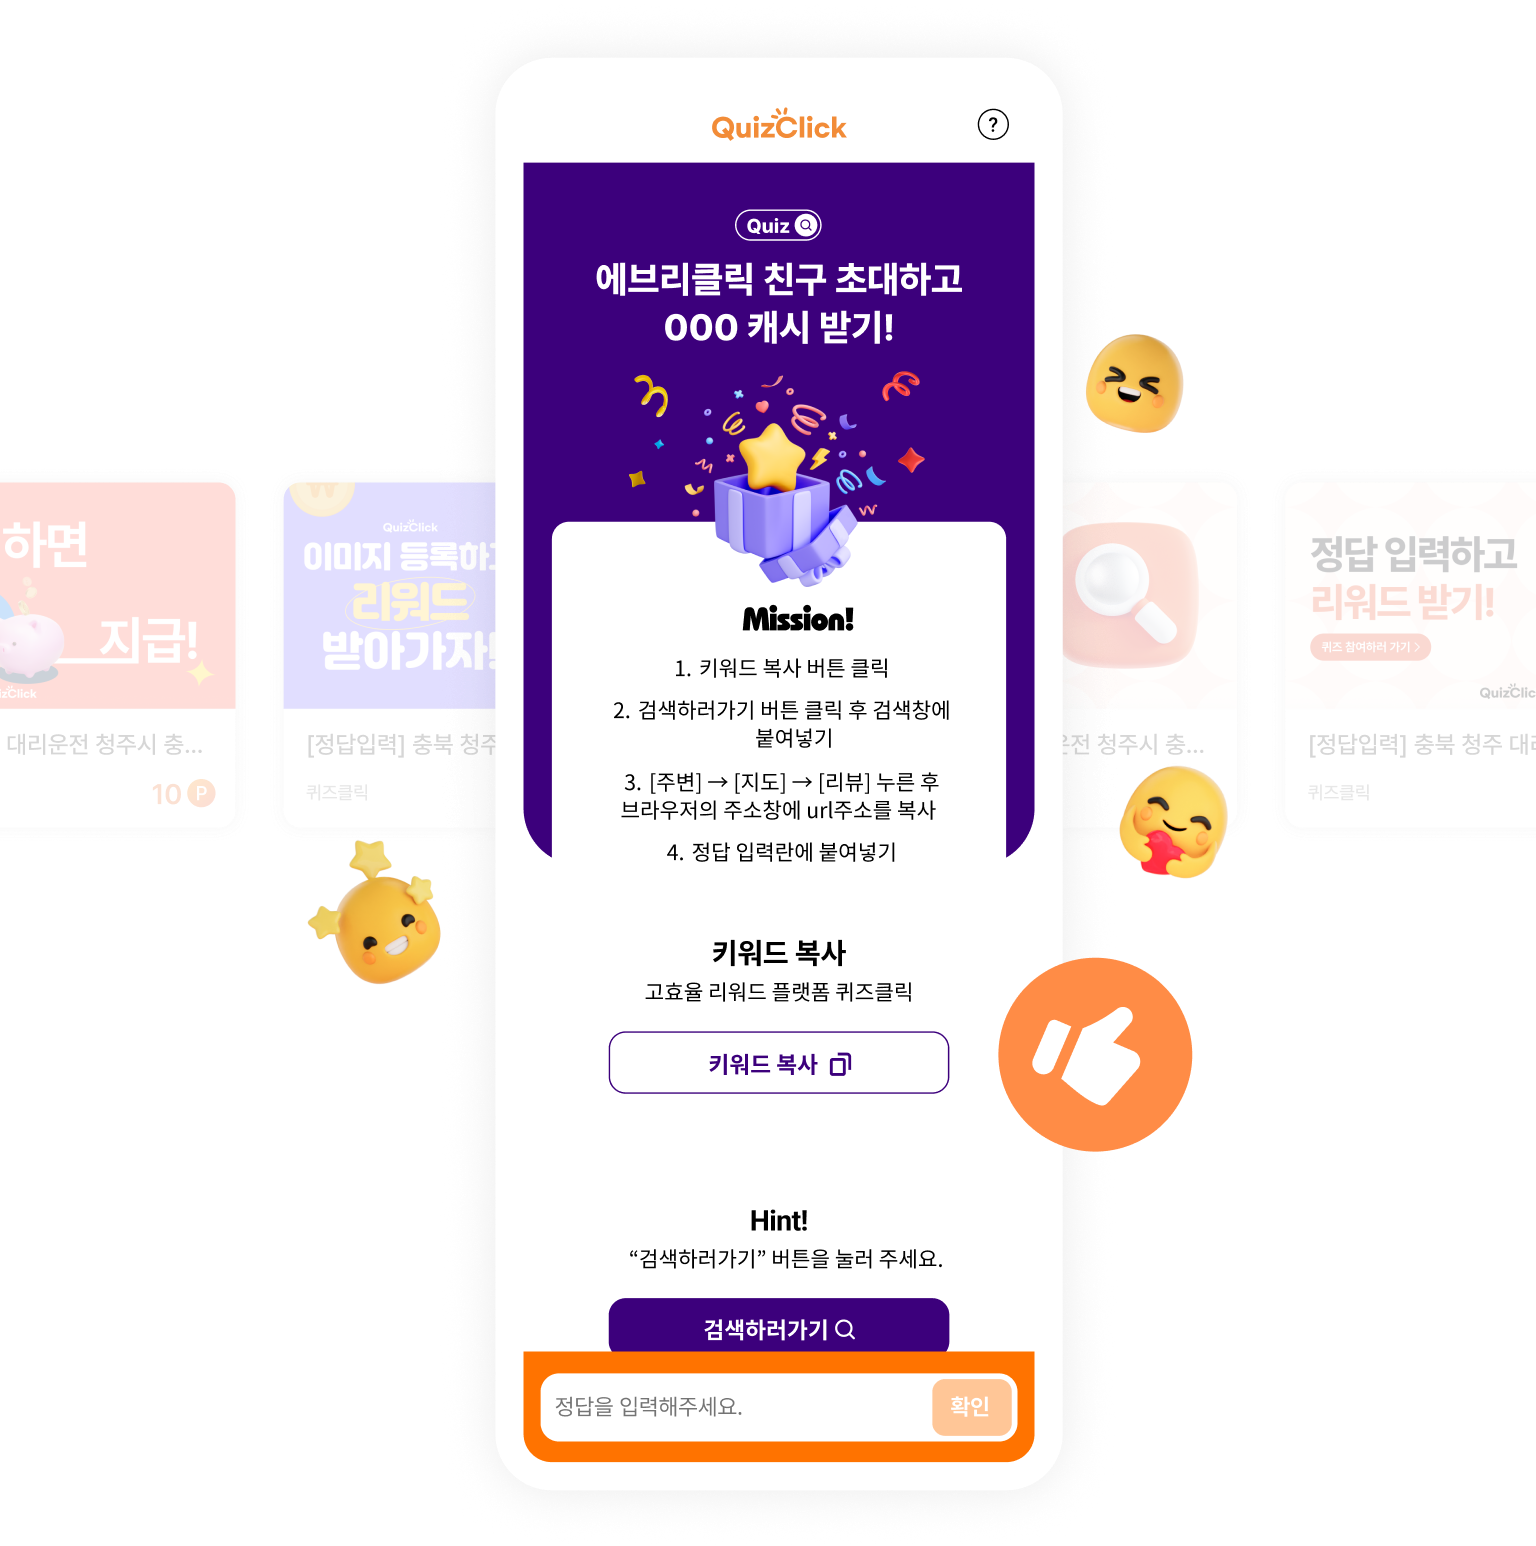 QuizClick
?
Quiz
에브리클릭 친구 초대하고
000 캐시 받기!
Mission!
1. 키워드 복사 버튼 클릭
2. 검색하러가기 버튼 클릭 후 검색창에
붙여넣기
3. [주변] → [지도] → [리뷰] 누른 후
브라우저의 주소창에 url주소를 복사
4. 정답 입력란에 붙여넣기
키워드 복사
고효율 리워드 플랫폼 퀴즈클릭
키워드 복사
Hint!
“검색하러가기” 버튼을 눌러 주세요.
검색하러가기
정답을 입력해주세요.
확인
하면
지급!
대리운전 청주시 충...
10 P
W
QuizClick
이미지 등록하고
리워드
받아가자!
[정답입력] 충북 청주
퀴즈클릭
운전 청주시 충...
정답 입력하고
리워드 받기!
퀴즈 참여하러 가기 >
QuizClic
[정답입력] 충북 청주 대리
퀴즈클릭